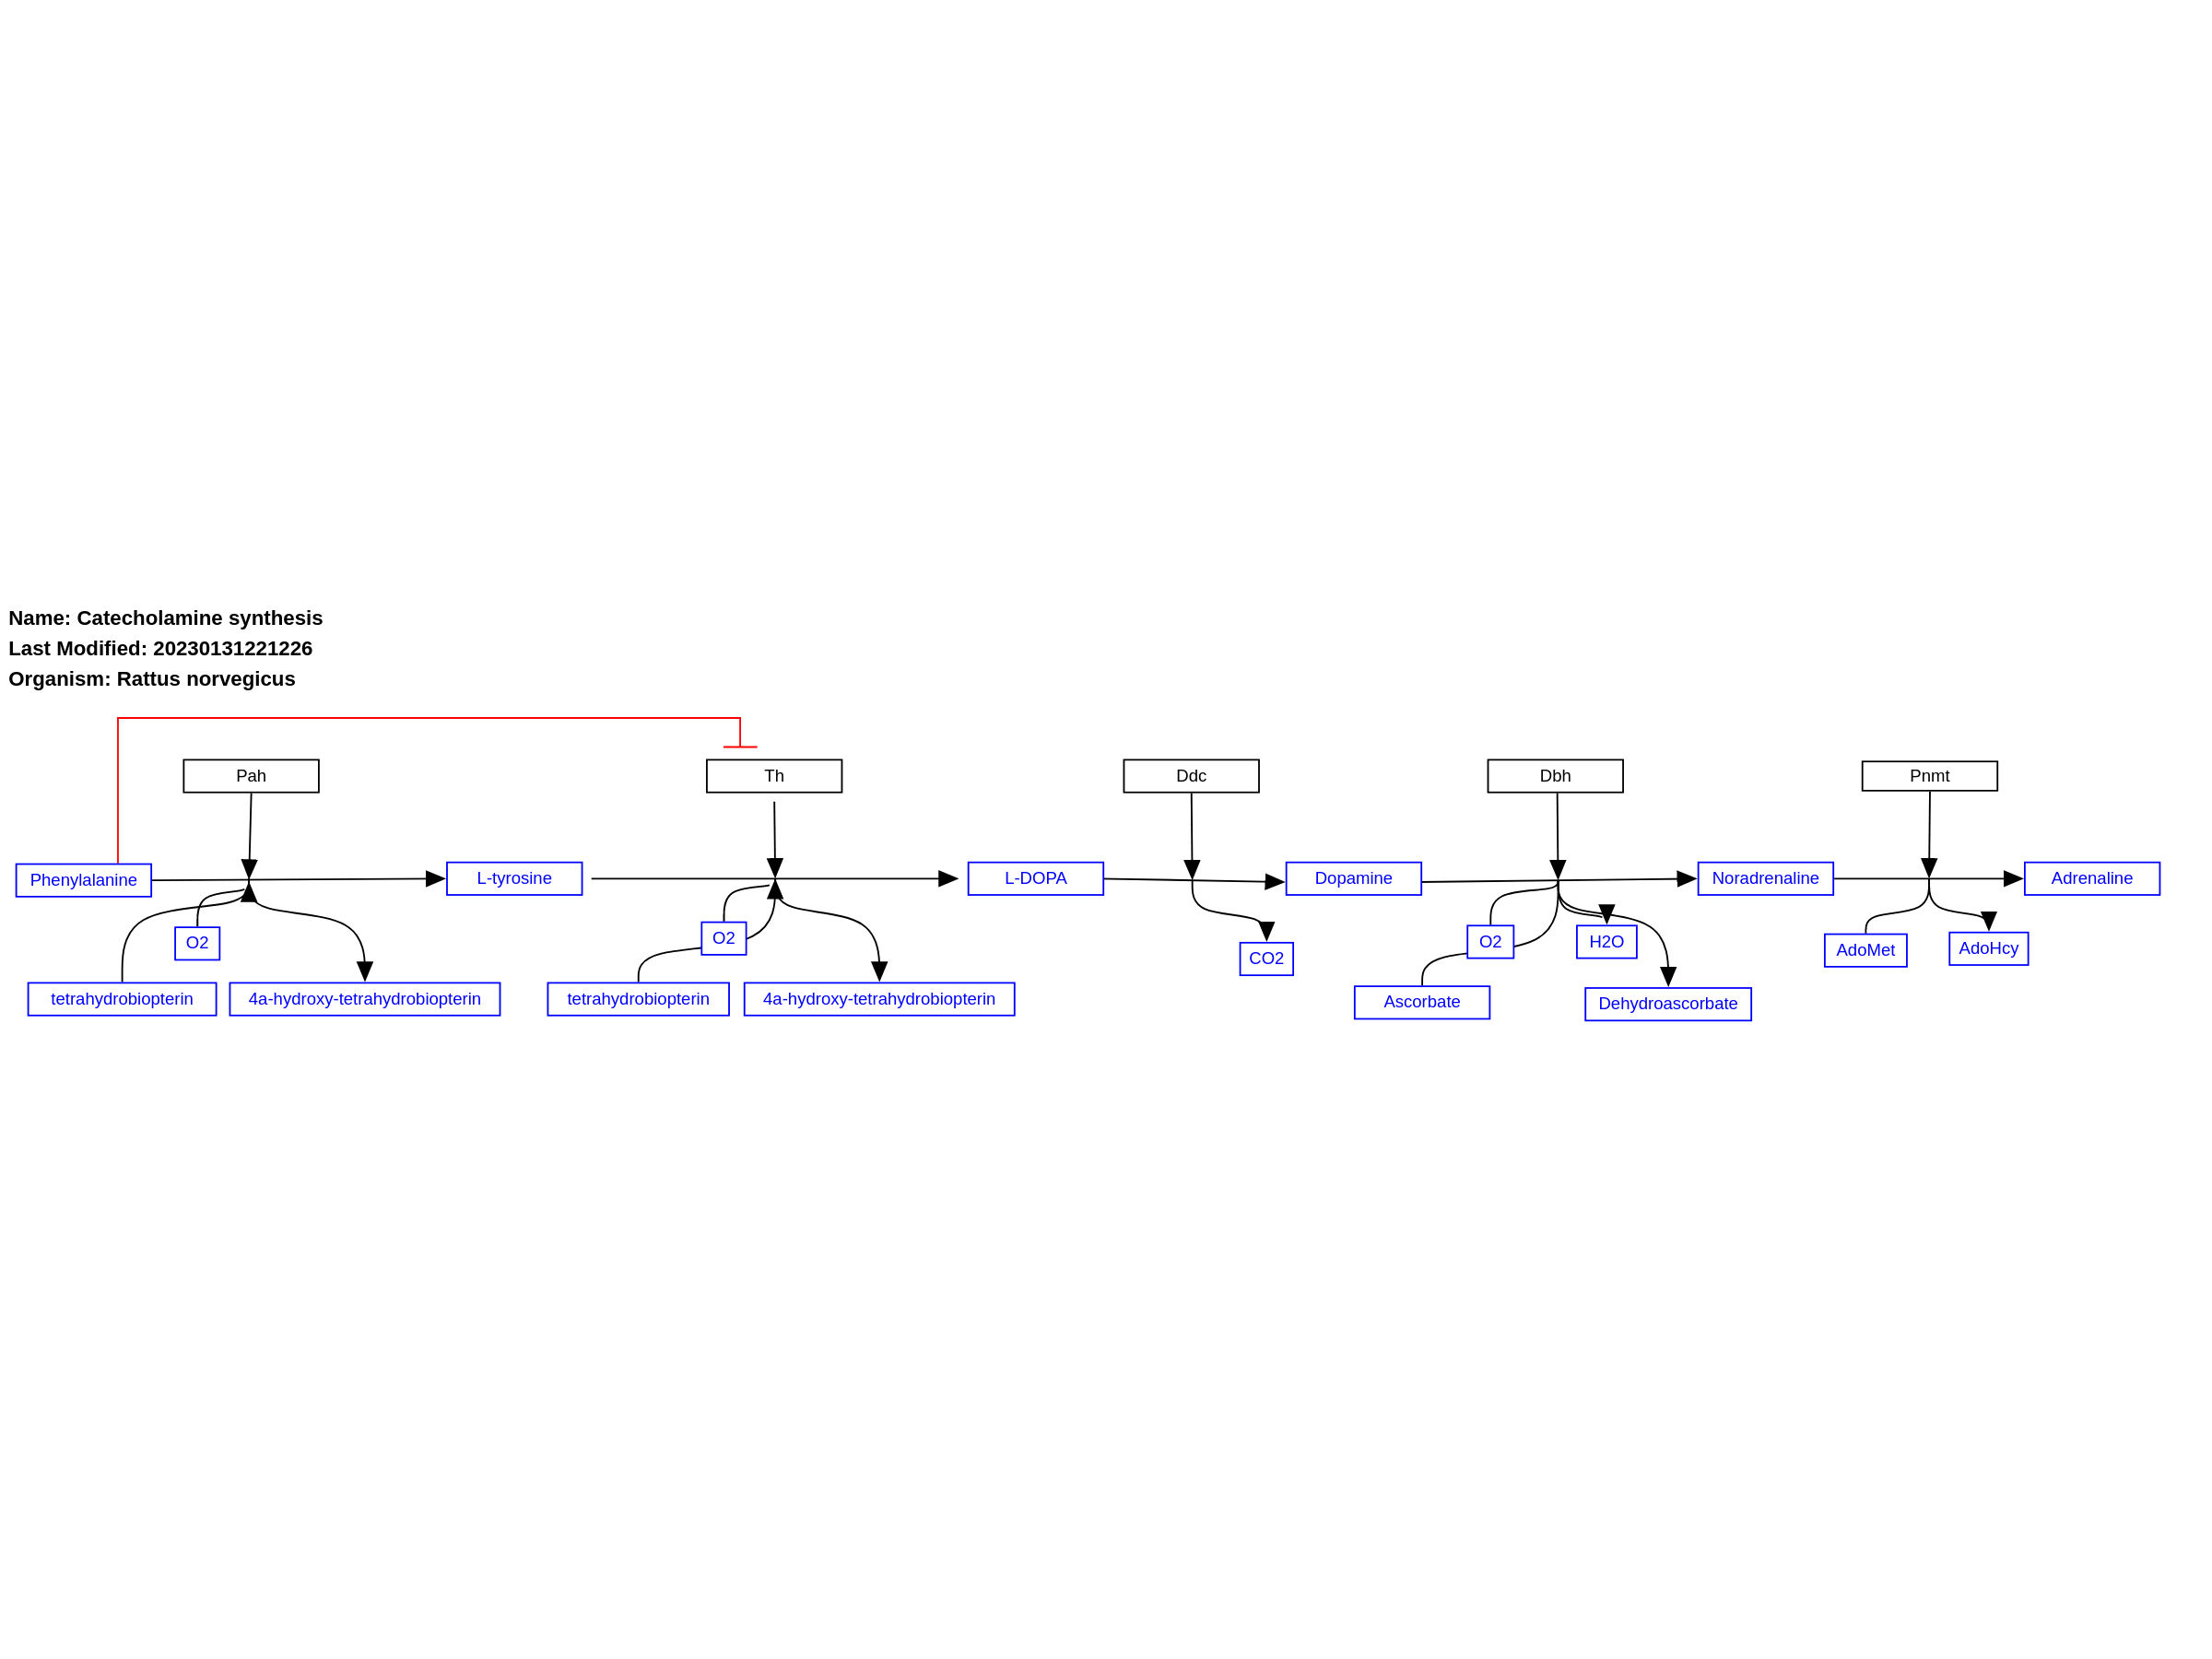 Name: Catecholamine synthesis
Last Modified: 20230131221226
Organism: Rattus norvegicus
Pah
Th
Ddc
Dbh
Pnmt
Phenylalanine
L-tyrosine
L-DOPA
Dopamine
Noradrenaline
Adrenaline
O2
O2
CO2
O2
H2O
AdoMet
AdoHcy
tetrahydrobiopterin
4a-hydroxy-tetrahydrobiopterin
tetrahydrobiopterin
4a-hydroxy-tetrahydrobiopterin
Ascorbate
Dehydroascorbate